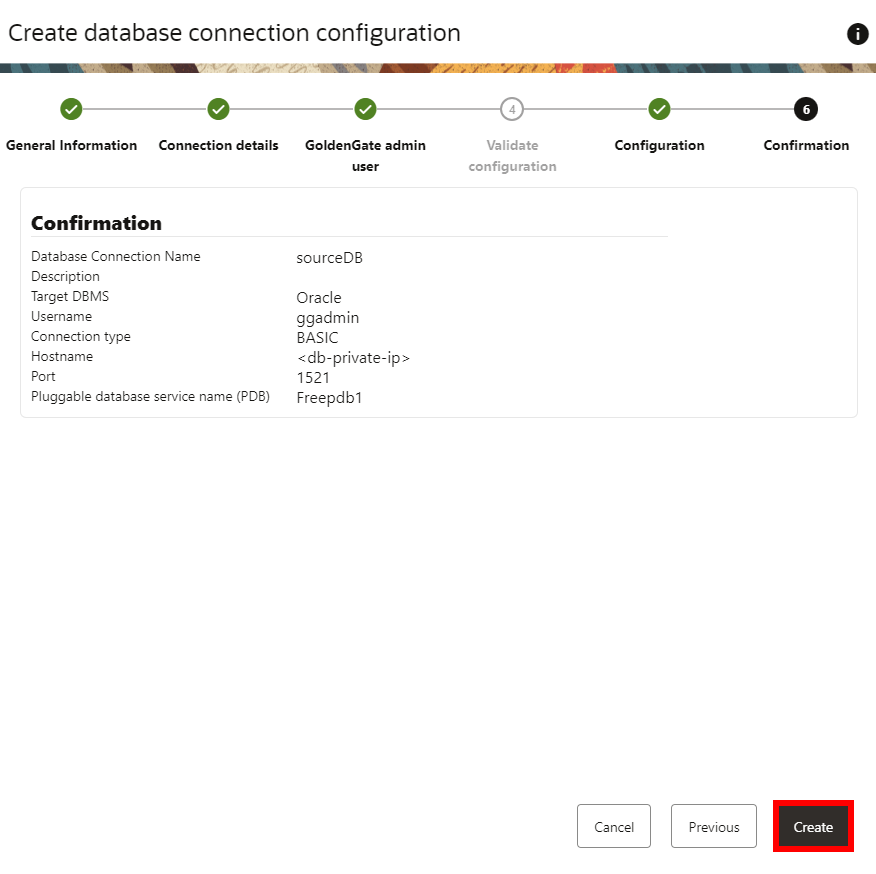 Create database connection configuration
i
4
6
General Information
Connection details
GoldenGate admin
user
Validate
configuration
Configuration
Confirmation
Confirmation
Database Connection Name sourceDB
Description
Target DBMS Oracle
Username ggadmin
Connection type BASIC
Hostname <db-private-ip>
Port 1521
Pluggable database service name (PDB) Freepdb1
Cancel
Previous
Create